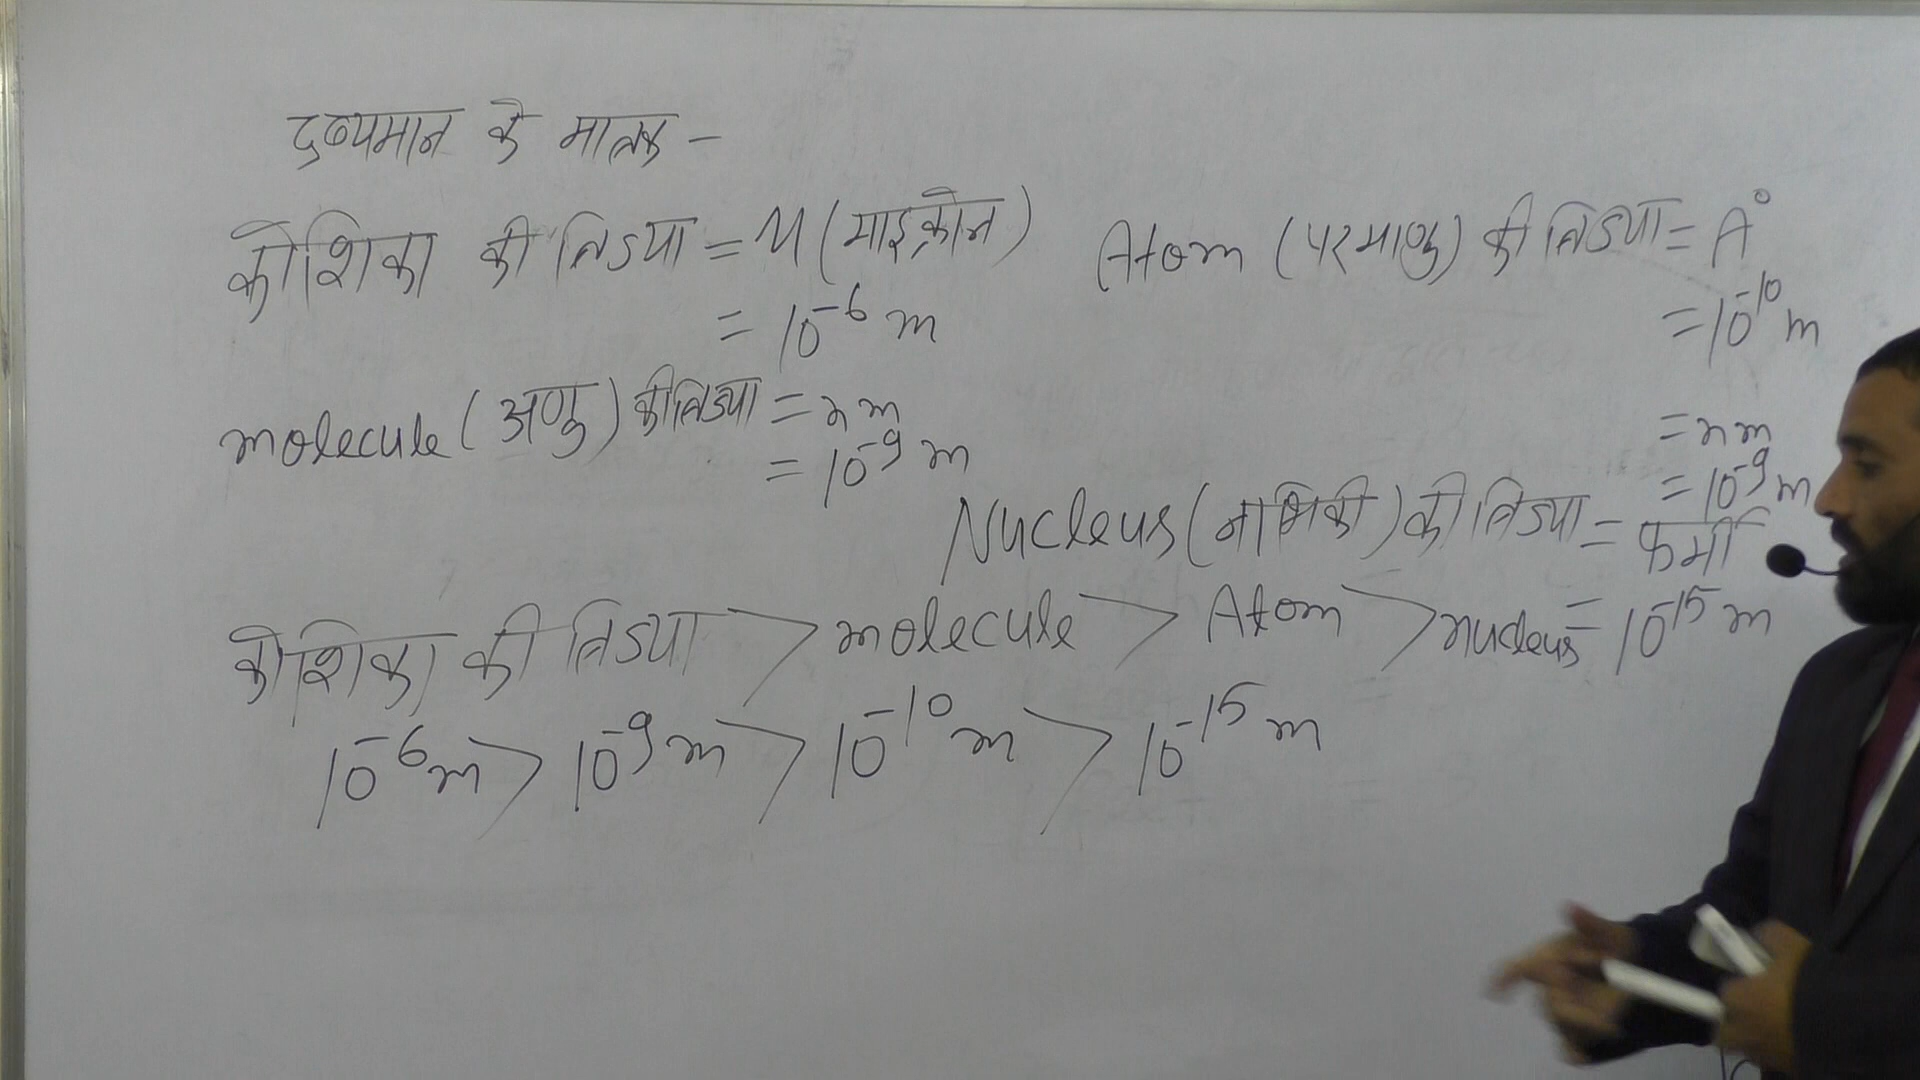 द्रव्यमान के मात्रक -
कोशिका की त्रिज्या = μ (माइक्रोन)
= 10⁻⁶ m
Atom (परमाणु) की त्रिज्या = A°
= 10⁻¹⁰ m
molecule (अणु) की त्रिज्या = nm
= 10⁻⁹ m
= nm
= 10⁻⁹ m
Nucleus (नाभिकी) की त्रिज्या = फर्मी
= 10⁻¹⁵ m
कोशिका की त्रिज्या > molecule > Atom > nucleus
10⁻⁶ m > 10⁻⁹ m > 10⁻¹⁰ m > 10⁻¹⁵ m